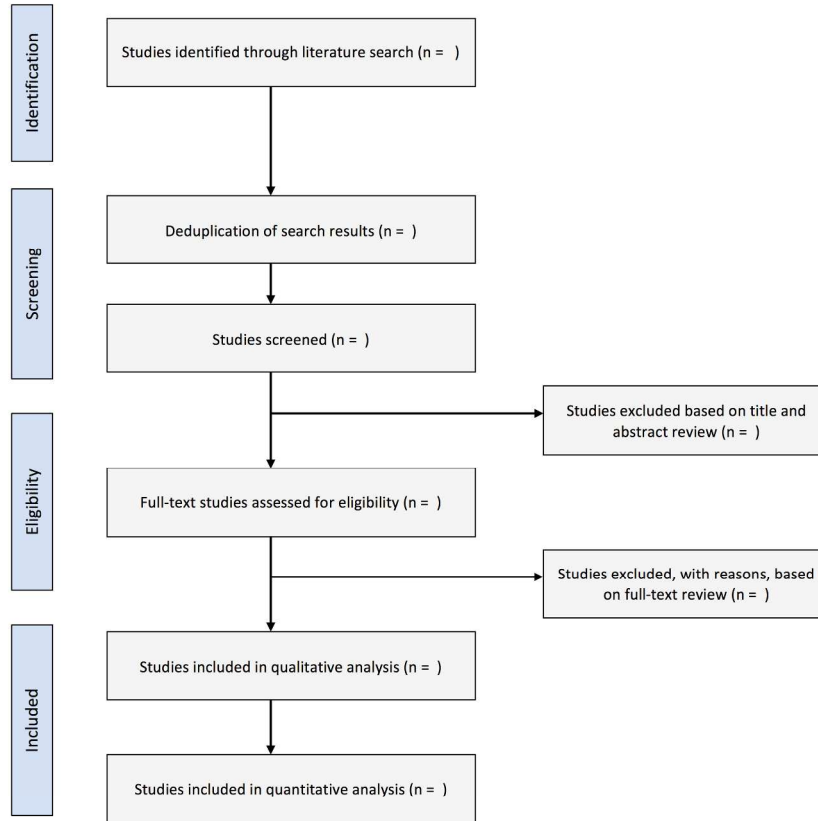 Identification
Studies identified through literature search (n =  )
Screening
Deduplication of search results (n =  )
Studies screened (n =  )
Studies excluded based on title and
abstract review (n =  )
Eligibility
Full-text studies assessed for eligibility (n =  )
Studies excluded, with reasons, based
on full-text review (n =  )
Included
Studies included in qualitative analysis (n =  )
Studies included in quantitative analysis (n =  )